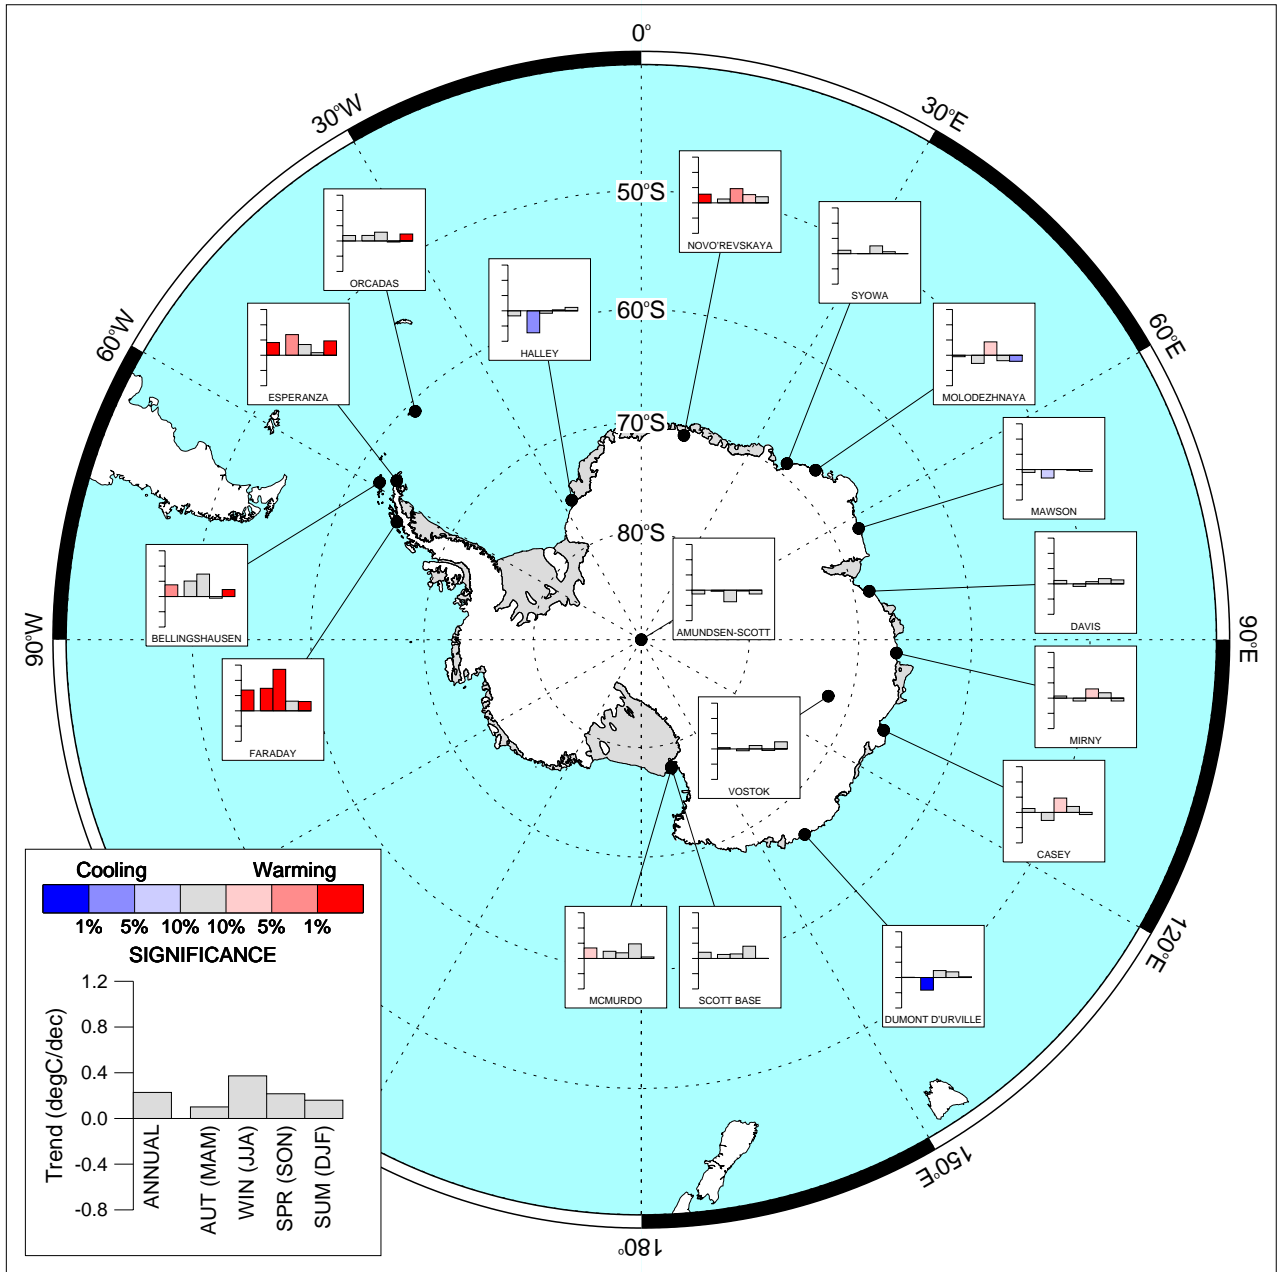 0°
30°W
30°E
50°S
NOVO'REVSKAYA
ORCADAS
SYOWA
60°W
60°S
60°E
HALLEY
ESPERANZA
MOLODEZHNAYA
70°S
MAWSON
80°S
AMUNDSEN-SCOTT
DAVIS
BELLINGSHAUSEN
90°W
90°E
MIRNY
FARADAY
VOSTOK
CASEY
Cooling Warming
1% 5% 10% 10% 5% 1%
SIGNIFICANCE
120°E
MCMURDO
SCOTT BASE
DUMONT D'URVILLE
Trend (degC/dec)
1.2
0.8
0.4
0.0
-0.4
-0.8
ANNUAL
AUT (MAM)
WIN (JJA)
SPR (SON)
SUM (DJF)
150°E
180°